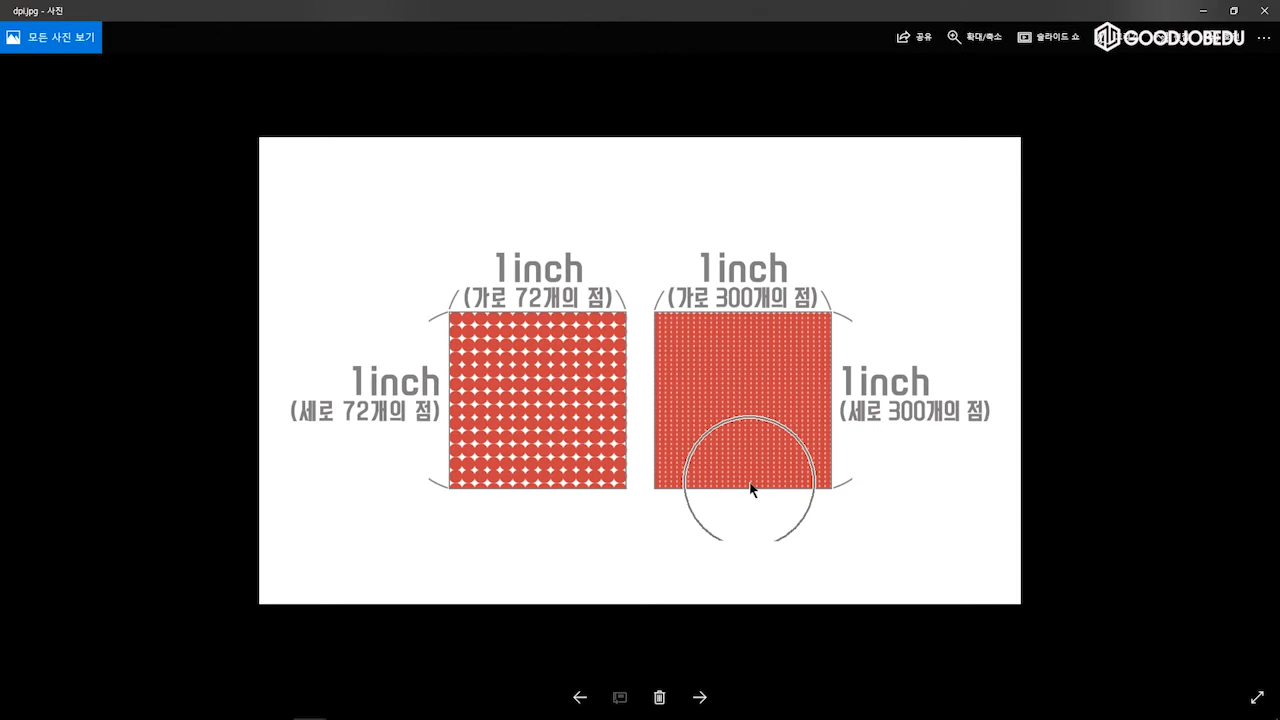 dpi.jpg - 사진
모든 사진 보기
공유
확대/축소
슬라이드 쇼
GOODJOBEDU
1inch
(가로 72개의 점)
1inch
(가로 300개의 점)
1inch
(세로 72개의 점)
1inch
(세로 300개의 점)